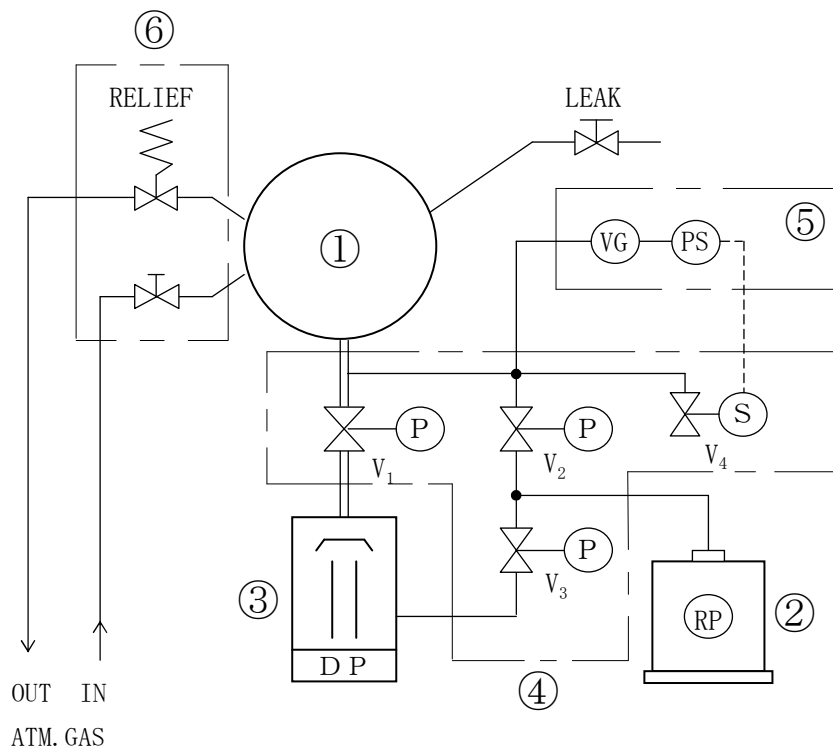 ⑥
RELIEF
LEAK
①
⑤
VG
PS
P
V₁
P
V₂
S
V₄
P
V₃
③
D P
②
RP
④
OUT IN
ATM. GAS